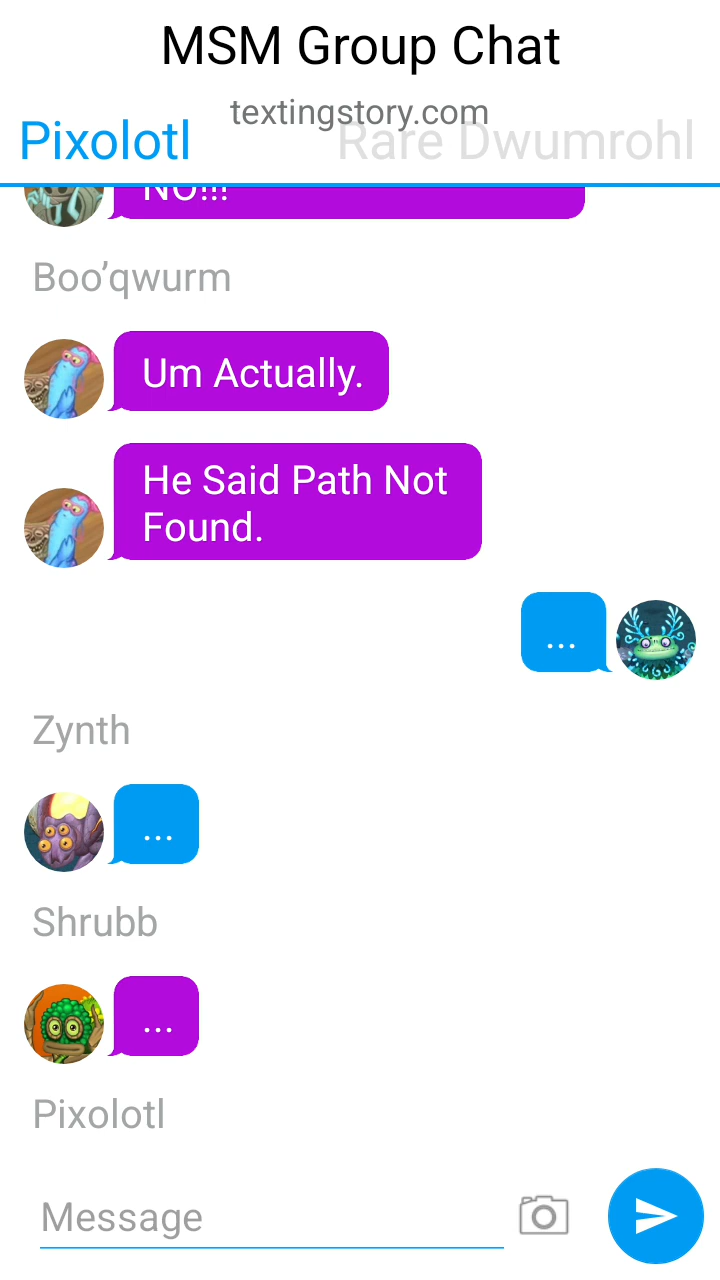 MSM Group Chat
textingstory.com
Pixolotl
Rare Dwumrohl
NO!!!
Boo’qwurm
Um Actually.
He Said Path Not
Found.
...
Zynth
...
Shrubb
...
Pixolotl
Message